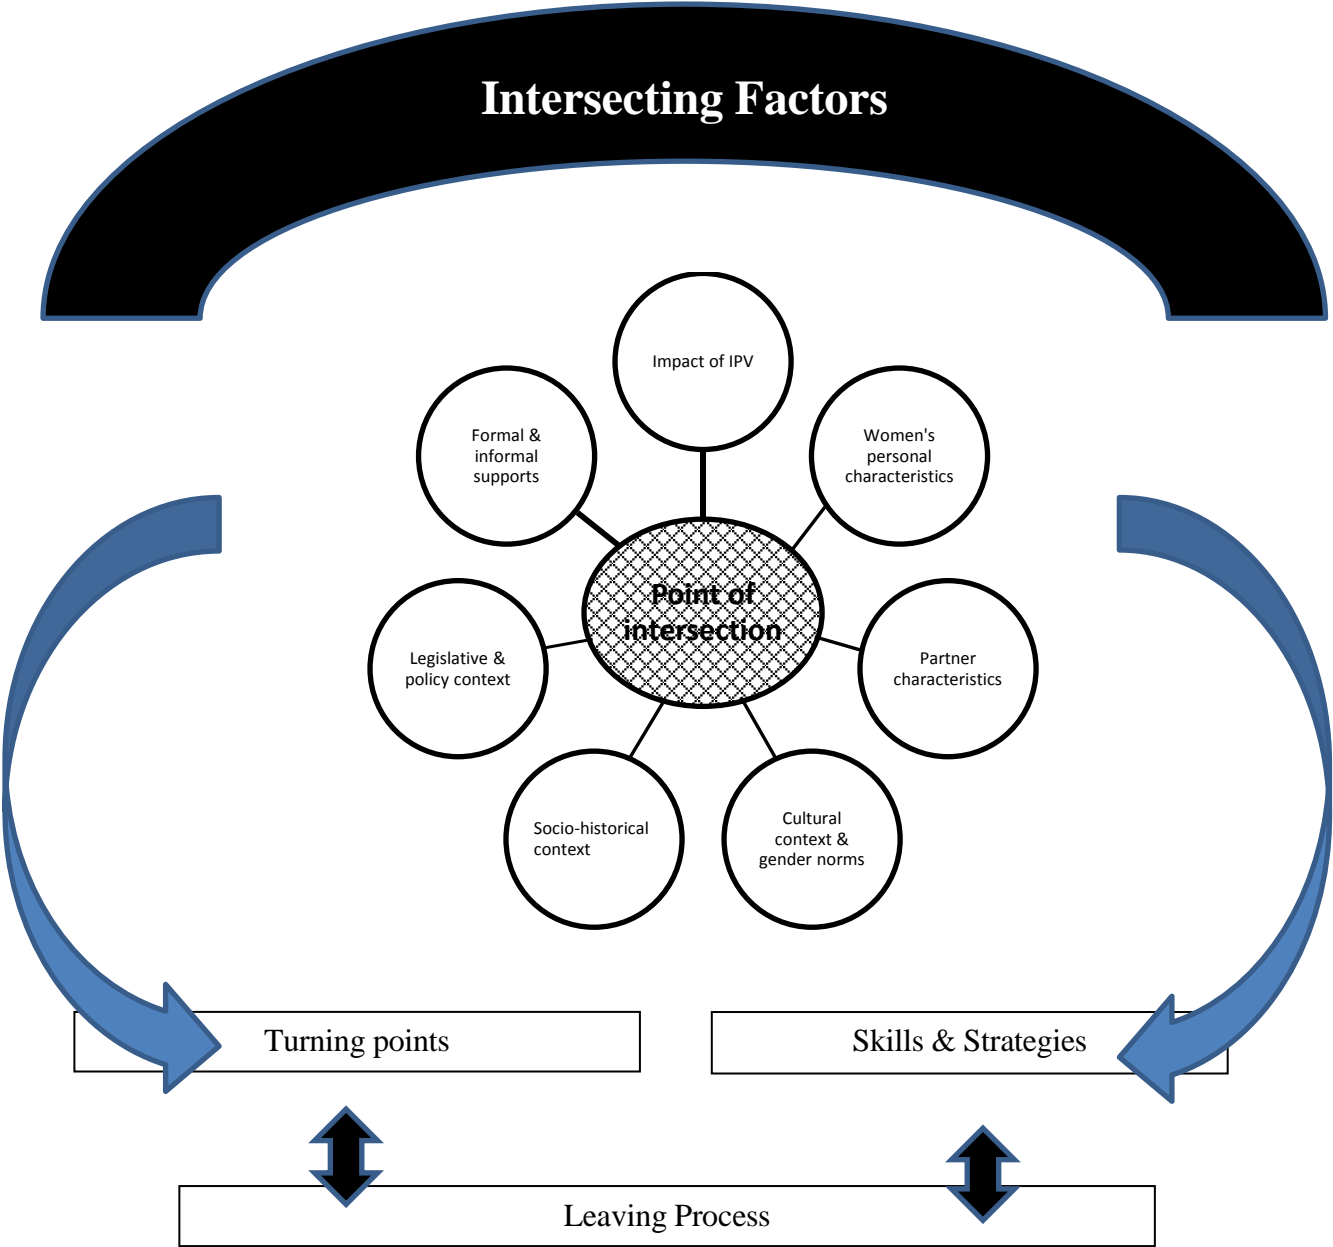 Intersecting Factors
Impact of IPV
Formal &
informal
supports
Women's
personal
characteristics
Point of
intersection
Legislative &
policy context
Partner
characteristics
Socio-historical
context
Cultural
context &
gender norms
Turning points
Skills & Strategies
Leaving Process